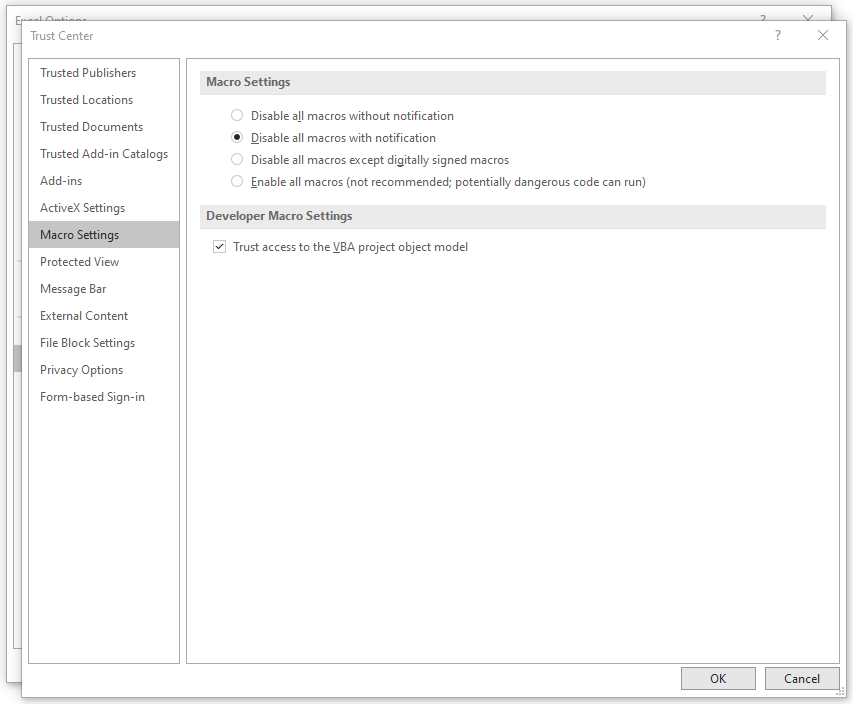 Excel Options
?
Trust Center
?
Trusted Publishers
Trusted Locations
Trusted Documents
Trusted Add-in Catalogs
Add-ins
ActiveX Settings
Macro Settings
Protected View
Message Bar
External Content
File Block Settings
Privacy Options
Form-based Sign-in
Macro Settings
Disable all macros without notification
Disable all macros with notification
Disable all macros except digitally signed macros
Enable all macros (not recommended; potentially dangerous code can run)
Developer Macro Settings
Trust access to the VBA project object model
OK
Cancel